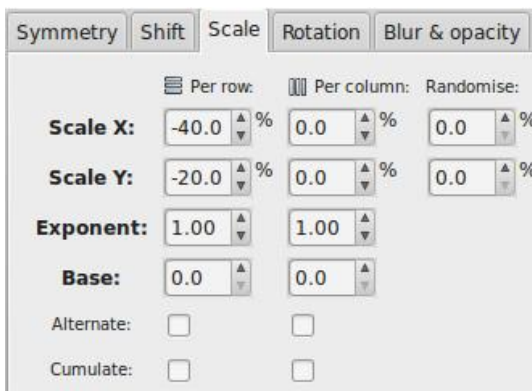 Symmetry Shift Scale Rotation Blur & opacity
Per row: Per column: Randomise:
Scale X: -40.0 % 0.0 % 0.0 %
Scale Y: -20.0 % 0.0 % 0.0 %
Exponent: 1.00 1.00
Base: 0.0 0.0
Alternate:
Cumulate: